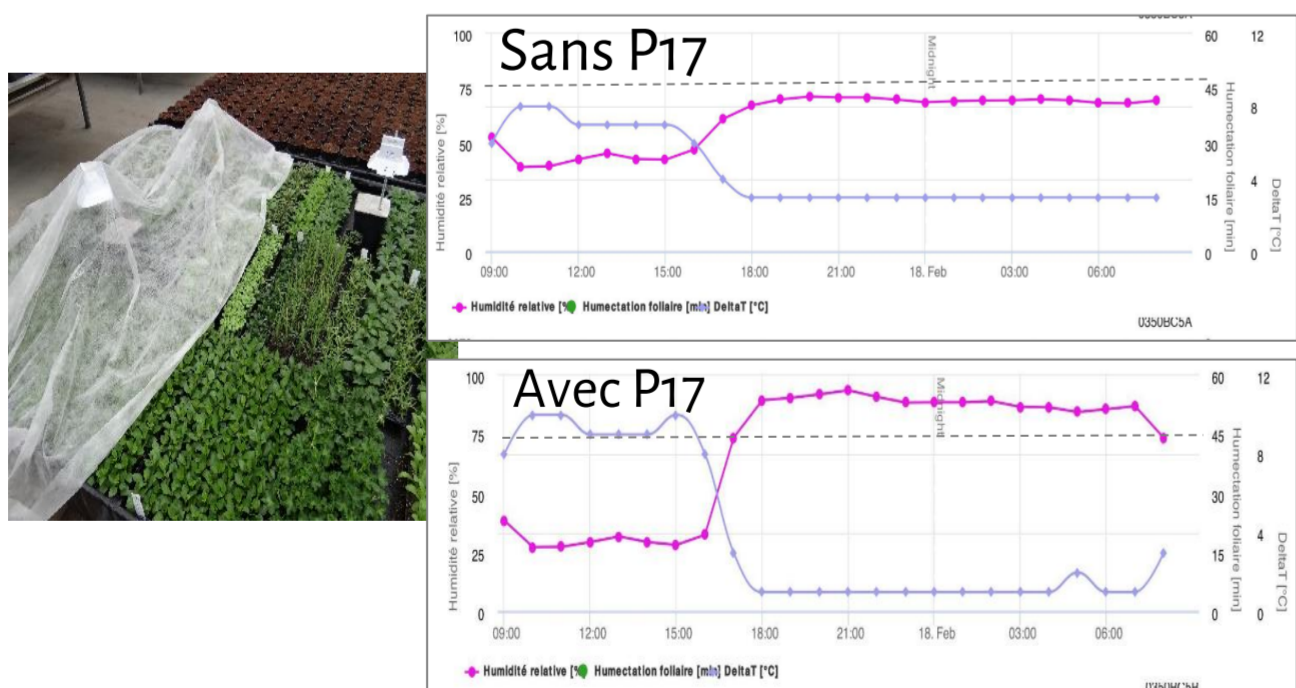 Sans P17
100
75
50
25
0
Humidité relative [%]
Midnight
60
45
30
15
0
Humectation foliaire [min]
12
8
4
0
DeltaT [°C]
09:00 12:00 15:00 18:00 21:00 18. Feb 03:00 06:00
Humidité relative [% Humectation foliaire [min] DeltaT [°C]
0350BC5A
Avec P17
100
75
50
25
0
Humidité relative [%]
Midnight
60
45
30
15
0
Humectation foliaire [min]
12
8
4
0
DeltaT [°C]
09:00 12:00 15:00 18:00 21:00 18. Feb 03:00 06:00
Humidité relative [% Humectation foliaire [min] DeltaT [°C]